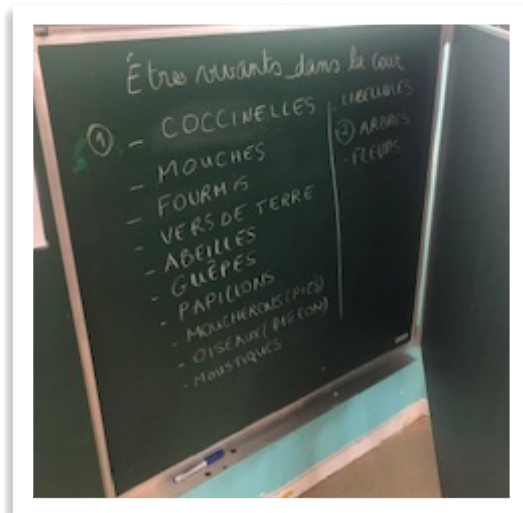 Êtres vivants dans la cour
① - COCCINELLES
- MOUCHES
- FOURMIS
- VERS DE TERRE
- ABEILLES
- GUÊPES
- PAPILLONS
- MOUCHERONS (PICS)
- OISEAUX (PIGEON)
- MOUSTIQUES
- LIBELLULES
② ARBRES
- FLEURS